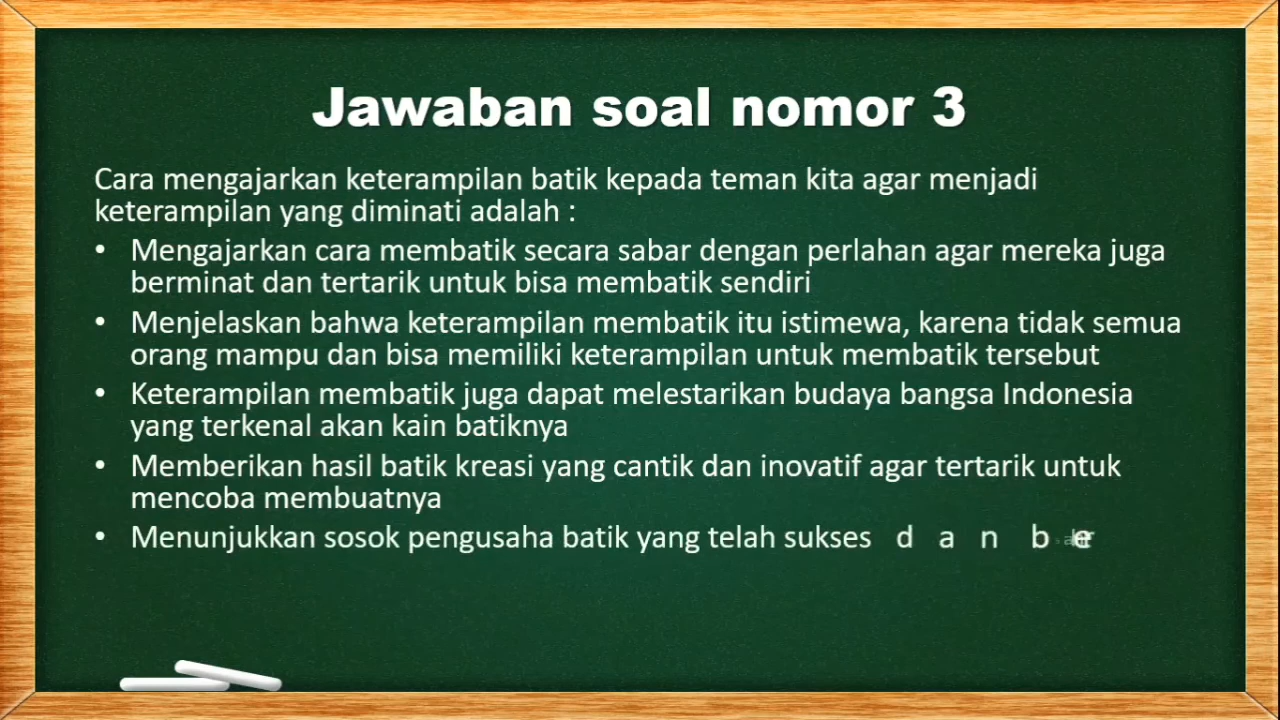 Jawaban soal nomor 3
Cara mengajarkan keterampilan batik kepada teman kita agar menjadi
keterampilan yang diminati adalah :
• Mengajarkan cara membatik secara sabar dengan perlahan agar mereka juga
berminat dan tertarik untuk bisa membatik sendiri
• Menjelaskan bahwa keterampilan membatik itu istimewa, karena tidak semua
orang mampu dan bisa memiliki keterampilan untuk membatik tersebut
• Keterampilan membatik juga dapat melestarikan budaya bangsa Indonesia
yang terkenal akan kain batiknya
• Memberikan hasil batik kreasi yang cantik dan inovatif agar tertarik untuk
mencoba membuatnya
• Menunjukkan sosok pengusaha batik yang telah sukses d a n